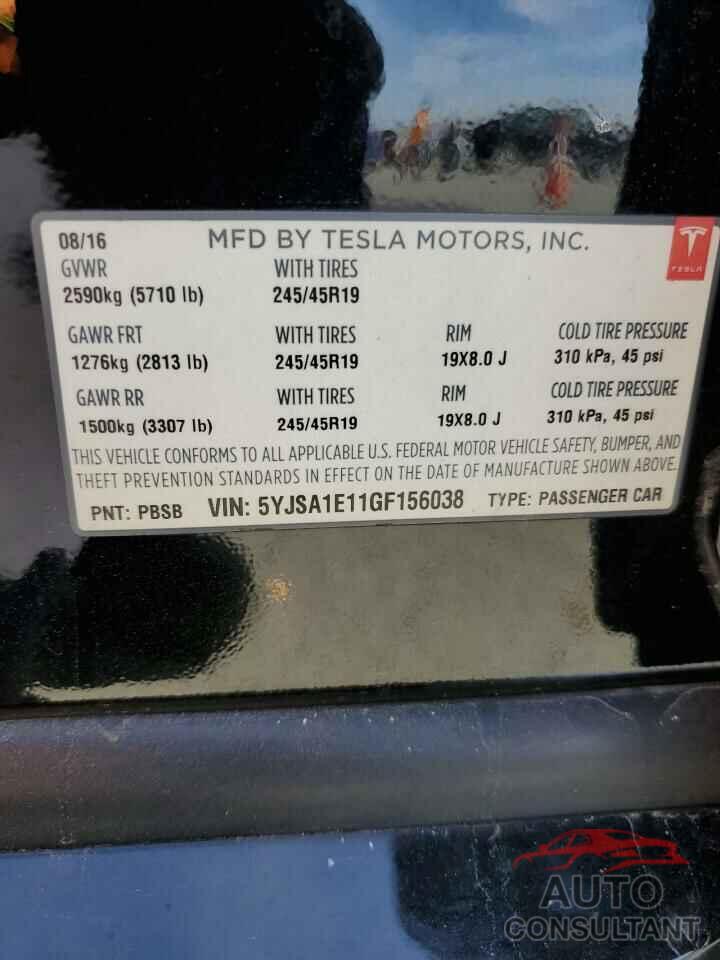 08/16 MFD BY TESLA MOTORS, INC.
TESLA
GVWR WITH TIRES
2590kg (5710 lb) 245/45R19
GAWR FRT WITH TIRES RIM COLD TIRE PRESSURE
1276kg (2813 lb) 245/45R19 19X8.0 J 310 kPa, 45 psi
GAWR RR WITH TIRES RIM COLD TIRE PRESSURE
1500kg (3307 lb) 245/45R19 19X8.0 J 310 kPa, 45 psi
THIS VEHICLE CONFORMS TO ALL APPLICABLE U.S. FEDERAL MOTOR VEHICLE SAFETY, BUMPER, AND
THEFT PREVENTION STANDARDS IN EFFECT ON THE DATE OF MANUFACTURE SHOWN ABOVE.
PNT: PBSB VIN: 5YJSA1E11GF156038 TYPE: PASSENGER CAR
AUTO
CONSULTANT